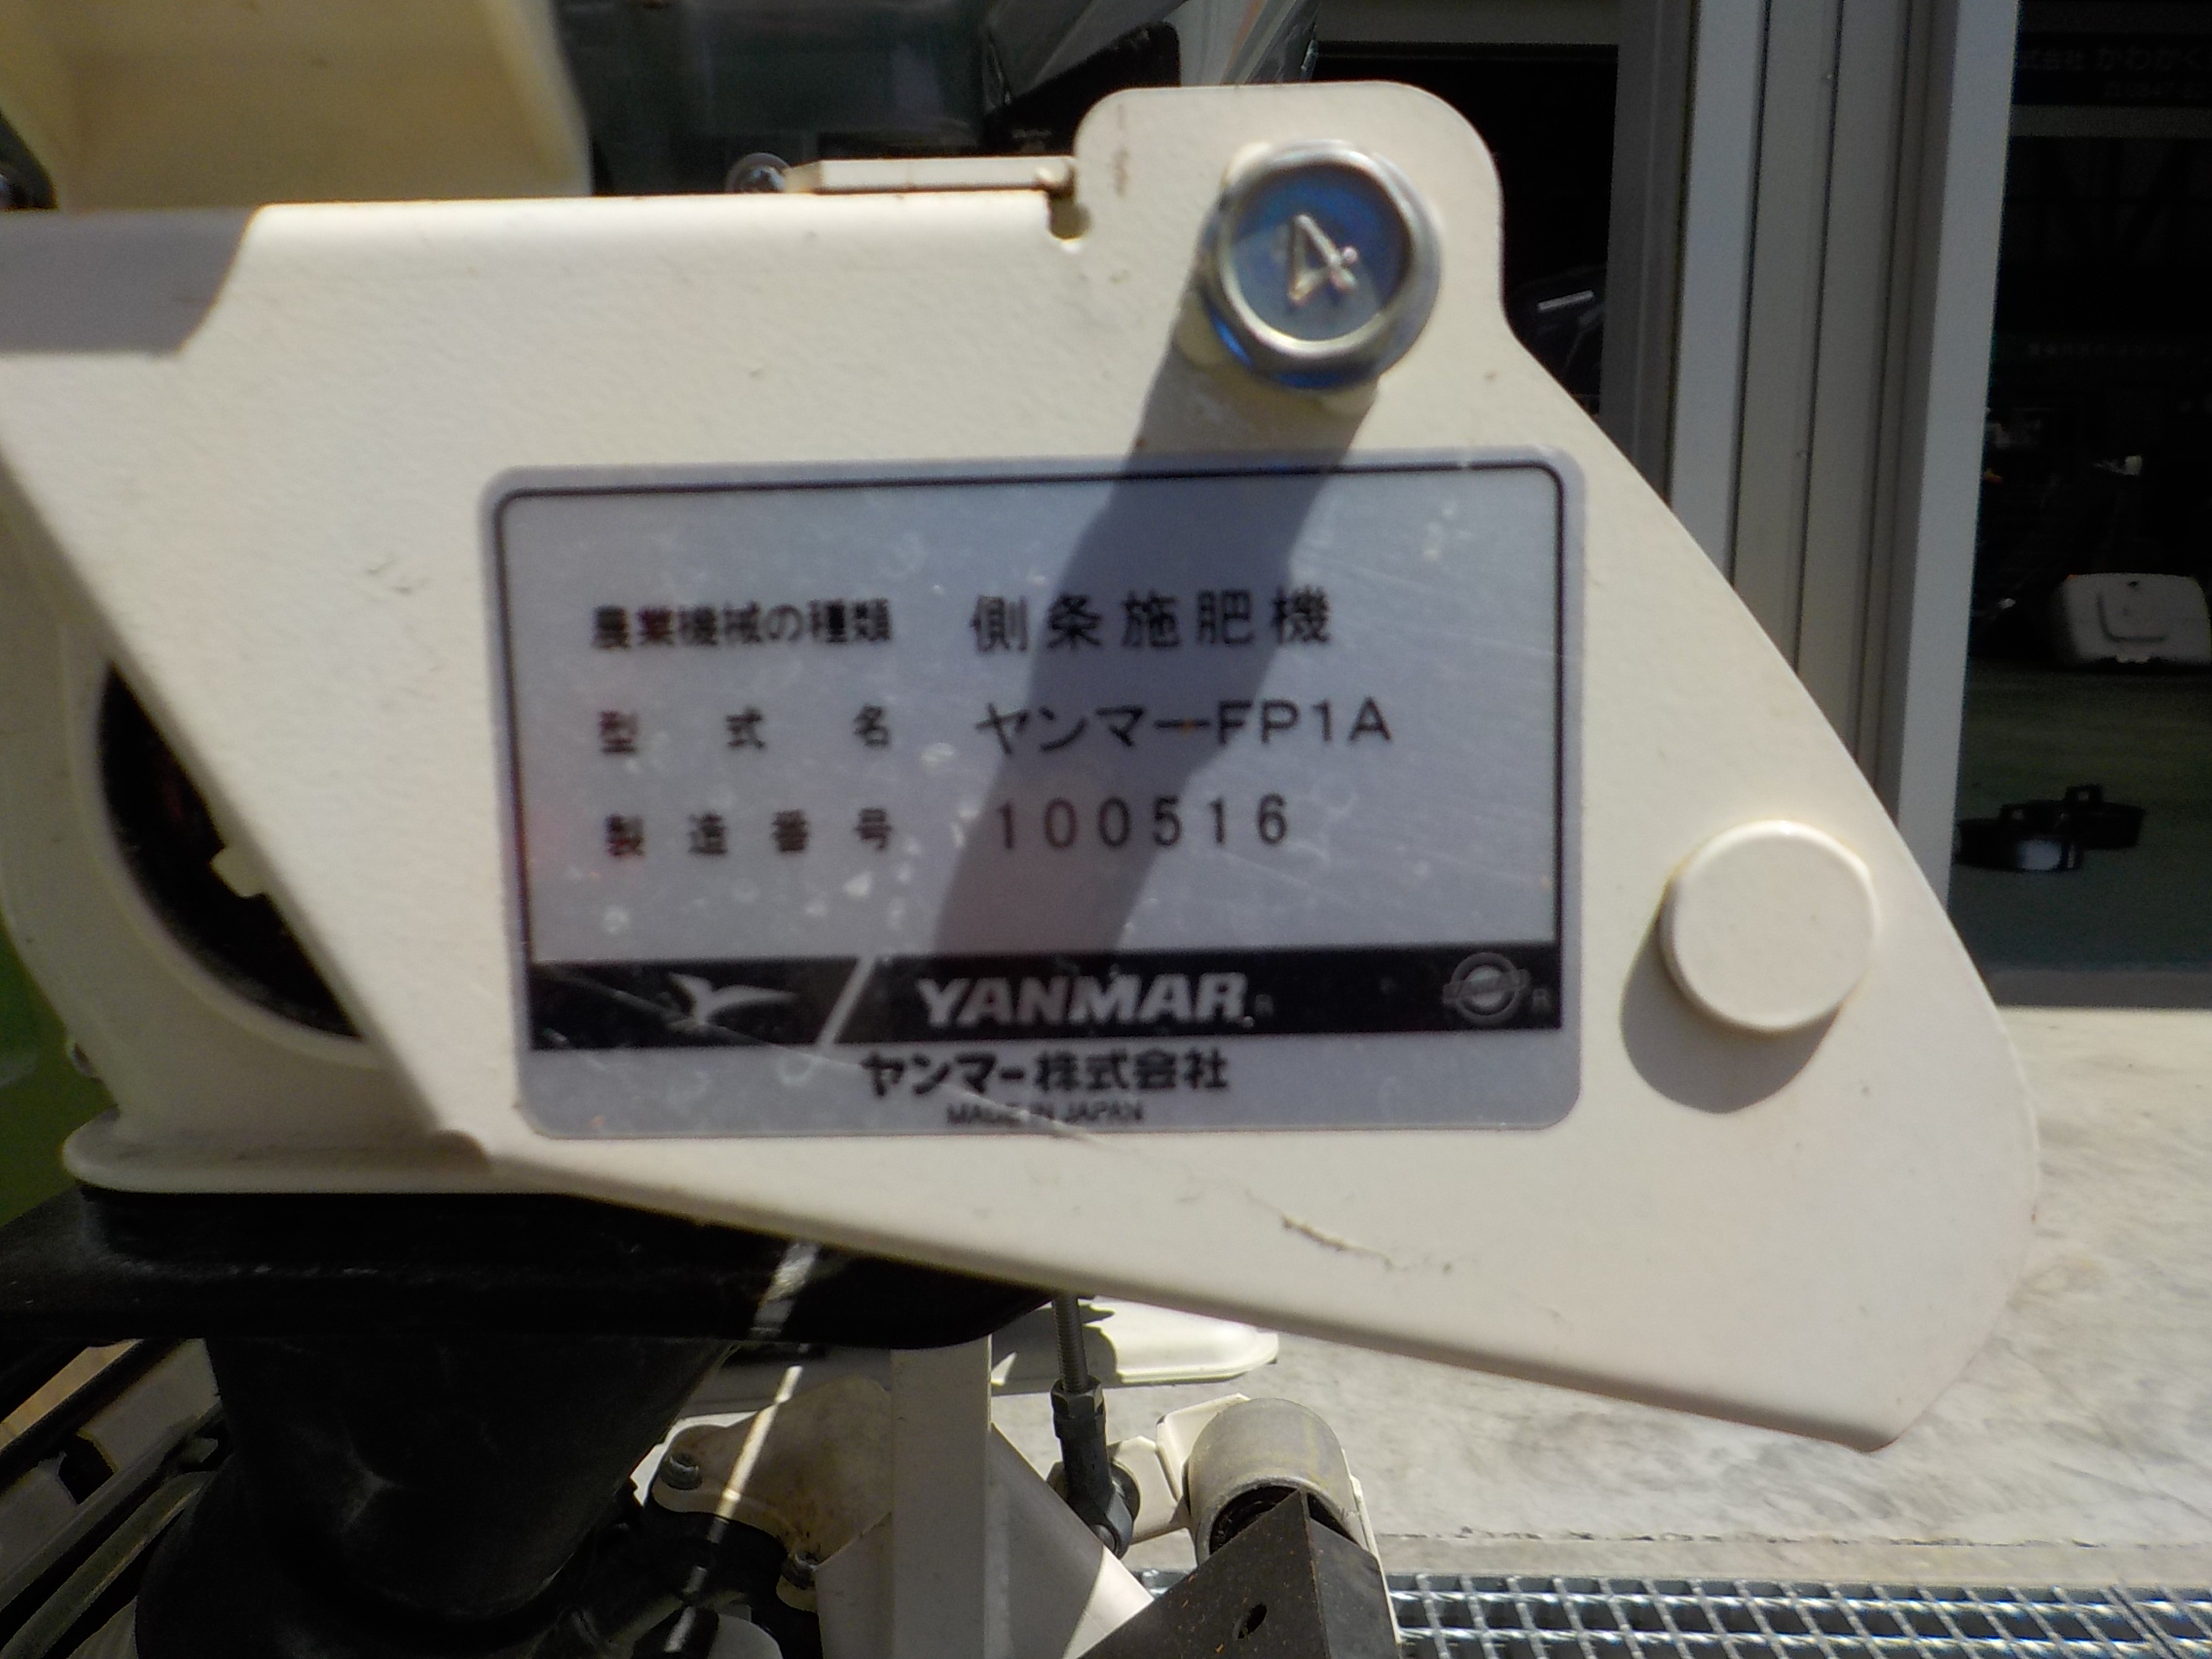 4
農業機械の種類 側条施肥機
型式名 ヤンマーFP1A
製造番号 100516
YANMAR
ヤンマー株式会社
MADE IN JAPAN